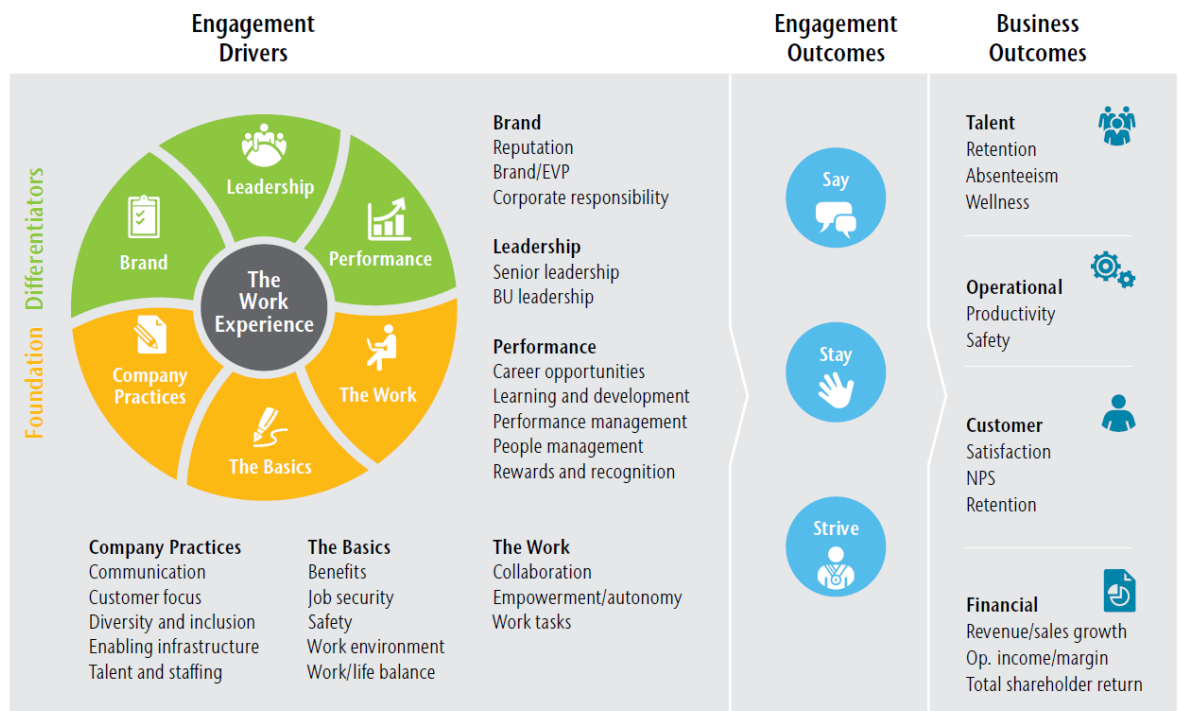 Engagement
Drivers
Engagement
Outcomes
Business
Outcomes
Differentiators
Foundation
Leadership
Brand
Performance
The
Work
Experience
Company
Practices
The Work
The Basics
Brand
Reputation
Brand/EVP
Corporate responsibility
Leadership
Senior leadership
BU leadership
Performance
Career opportunities
Learning and development
Performance management
People management
Rewards and recognition
Company Practices
Communication
Customer focus
Diversity and inclusion
Enabling infrastructure
Talent and staffing
The Basics
Benefits
Job security
Safety
Work environment
Work/life balance
The Work
Collaboration
Empowerment/autonomy
Work tasks
Say
Stay
Strive
Talent
Retention
Absenteeism
Wellness
Operational
Productivity
Safety
Customer
Satisfaction
NPS
Retention
Financial
Revenue/sales growth
Op. income/margin
Total shareholder return